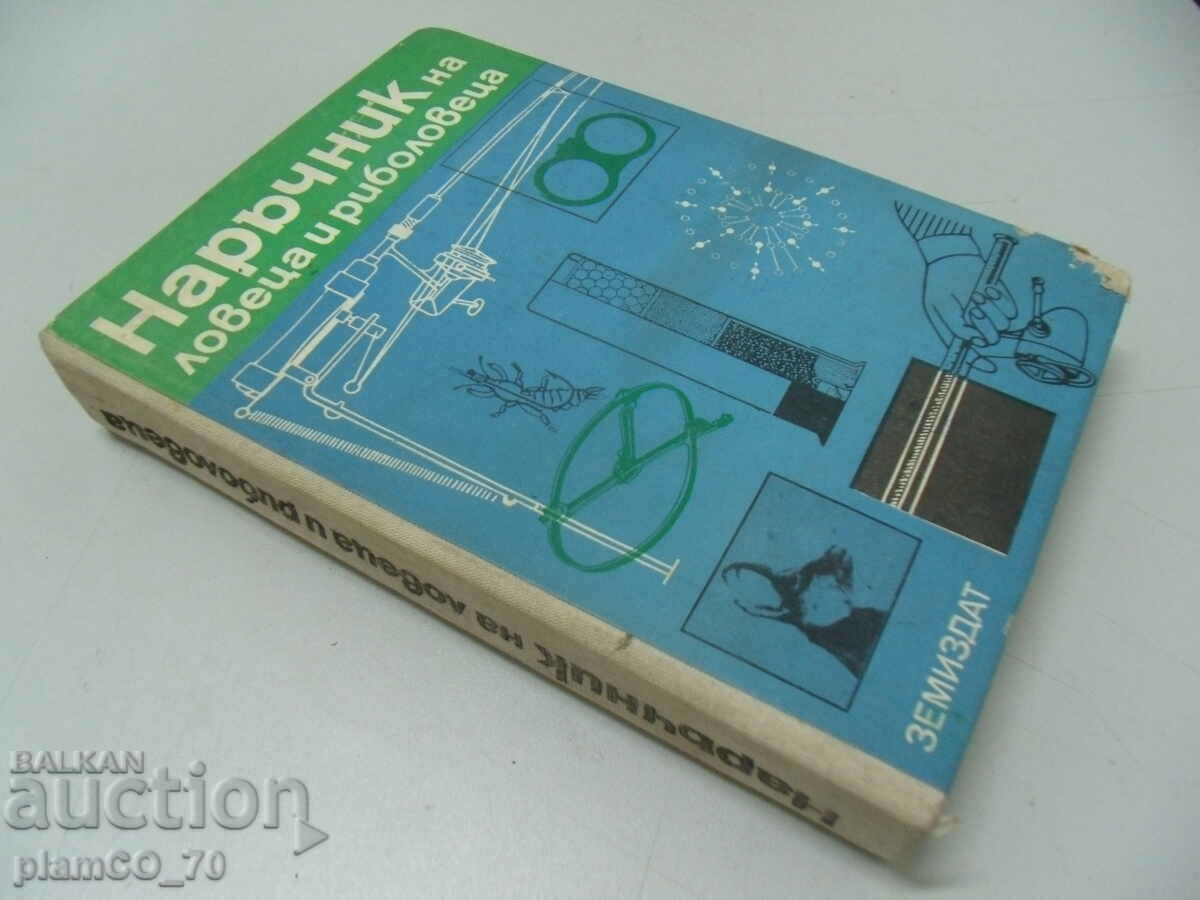 Наръчник на
ловеца и риболовеца
ЗЕМИЗДАТ
Наръчник на ловеца и риболовеца
BALKAN
auction
plamCO_70